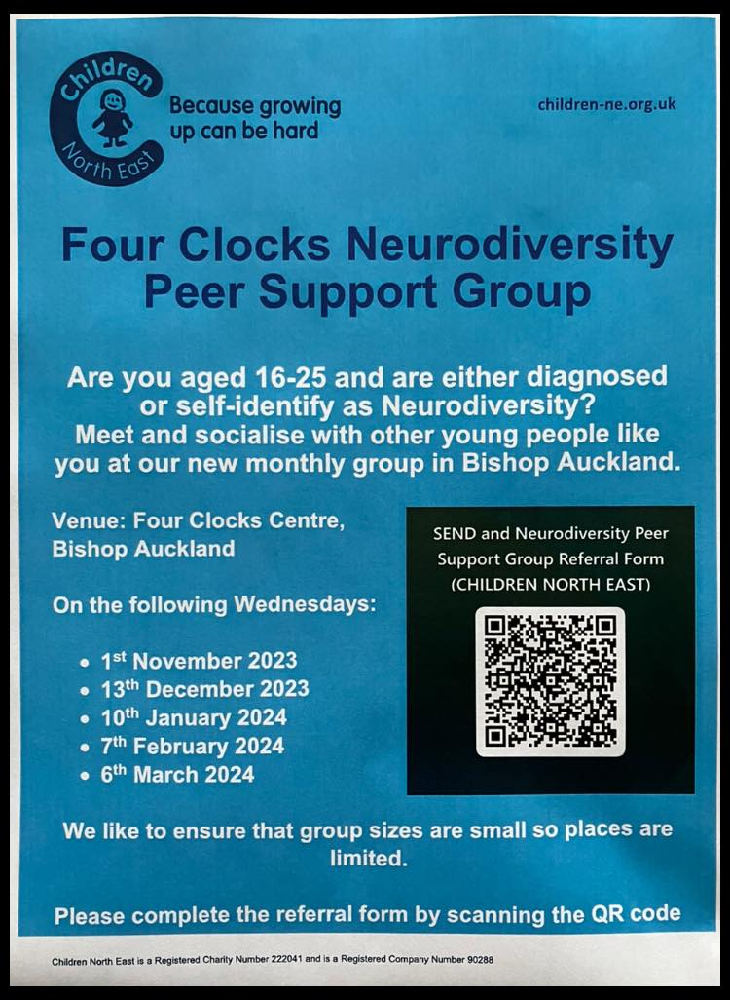 Children
North East
Because growing
up can be hard
children-ne.org.uk
Four Clocks Neurodiversity
Peer Support Group
Are you aged 16-25 and are either diagnosed
or self-identify as Neurodiversity?
Meet and socialise with other young people like
you at our new monthly group in Bishop Auckland.
Venue: Four Clocks Centre,
Bishop Auckland
On the following Wednesdays:
• 1st November 2023
• 13th December 2023
• 10th January 2024
• 7th February 2024
• 6th March 2024
SEND and Neurodiversity Peer
Support Group Referral Form
(CHILDREN NORTH EAST)
We like to ensure that group sizes are small so places are
limited.
Please complete the referral form by scanning the QR code
Children North East is a Registered Charity Number 222041 and is a Registered Company Number 90288